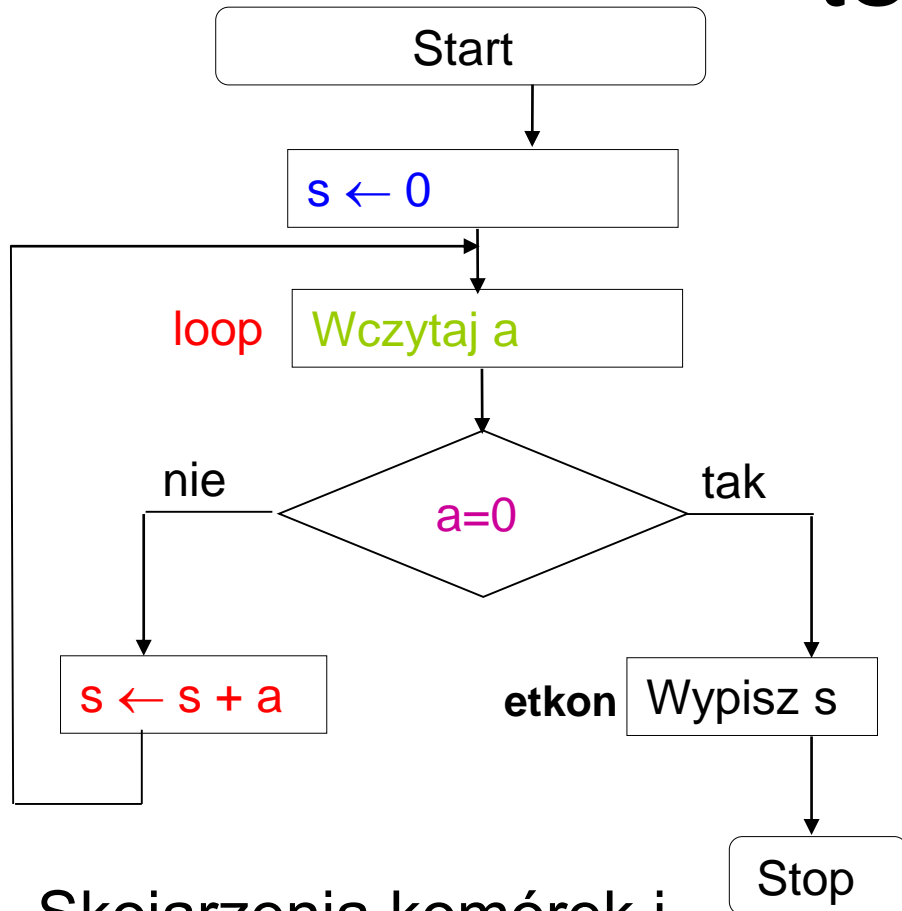 Start
s ← 0
loop Wczytaj a
nie
tak
a=0
s ← s + a
etkon Wypisz s
Stop